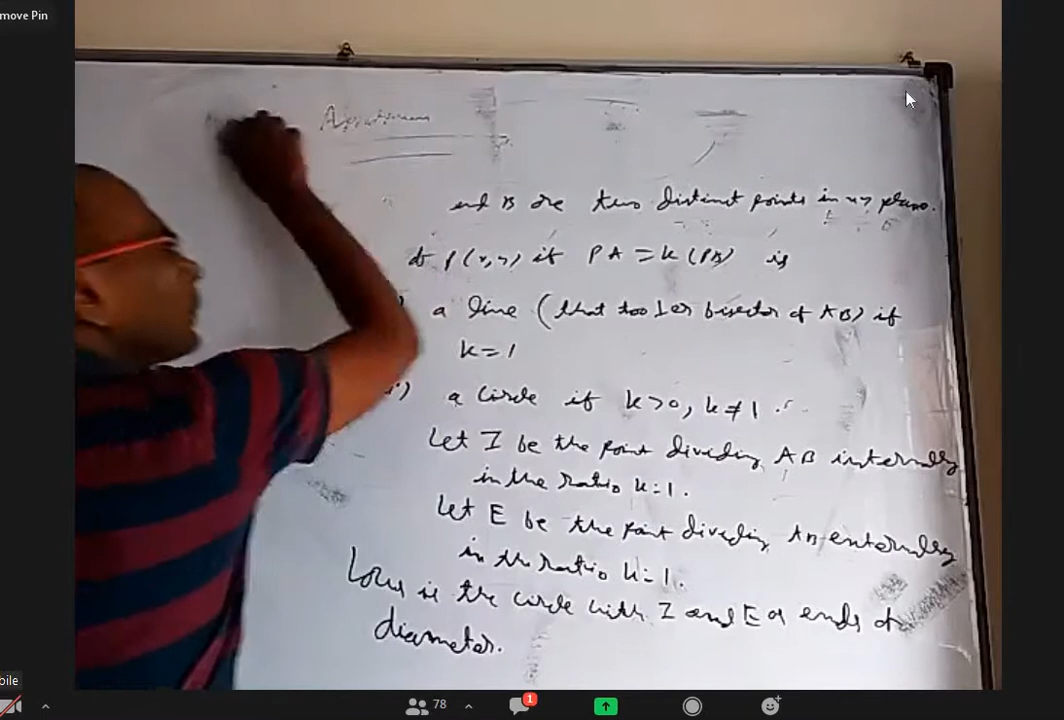 move Pin
and B are two distinct points in xy plane.
of P(x,y) if PA = k(PB) is
a line (that too ⊥er bisector of AB) if
k=1
a circle if k>0, k≠1
Let I be the point dividing AB internally
in the ratio k:1.
Let E be the point dividing AB externally
in the ratio k:1.
Locus is the circle with I and E as ends of
diameter.
bile
78
1